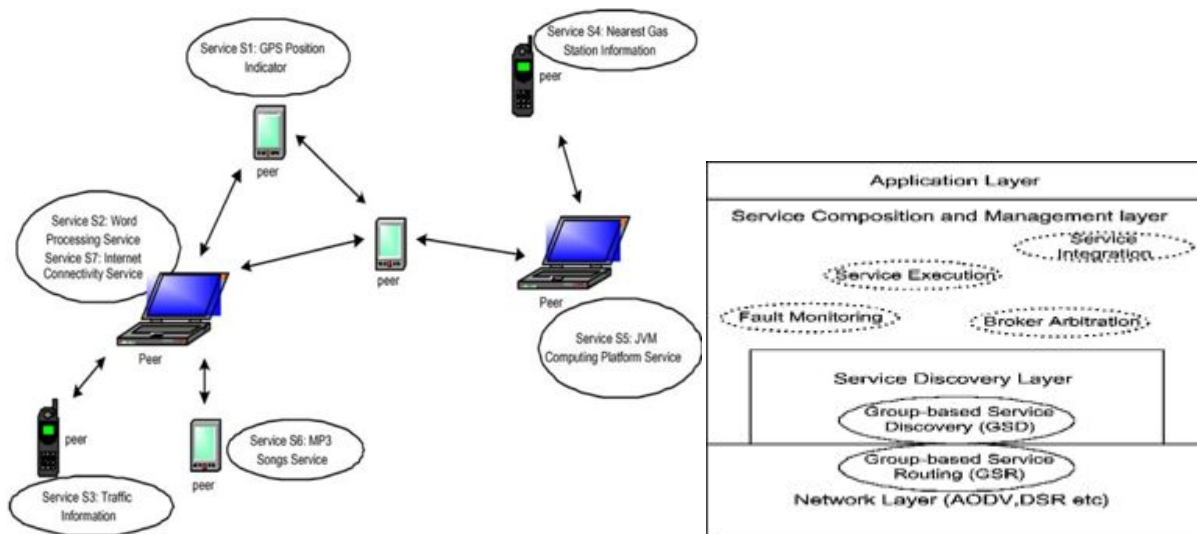 Service S1: GPS Position
Indicator
peer
Service S4: Nearest Gas
Station Information
peer
Service S2: Word
Processing Service
Service S7: Internet
Connectivity Service
Peer
peer
Peer
Service S5: JVM
Computing Platform Service
peer
Service S3: Traffic
Information
peer
Service S6: MP3
Songs Service
Application Layer
Service Composition and Management layer
Service
Integration
Service Execution
Fault Monitoring
Broker Arbitration
Service Discovery Layer
Group-based Service
Discovery (GSD)
Group-based Service
Routing (GSR)
Network Layer (AODV,DSR etc)